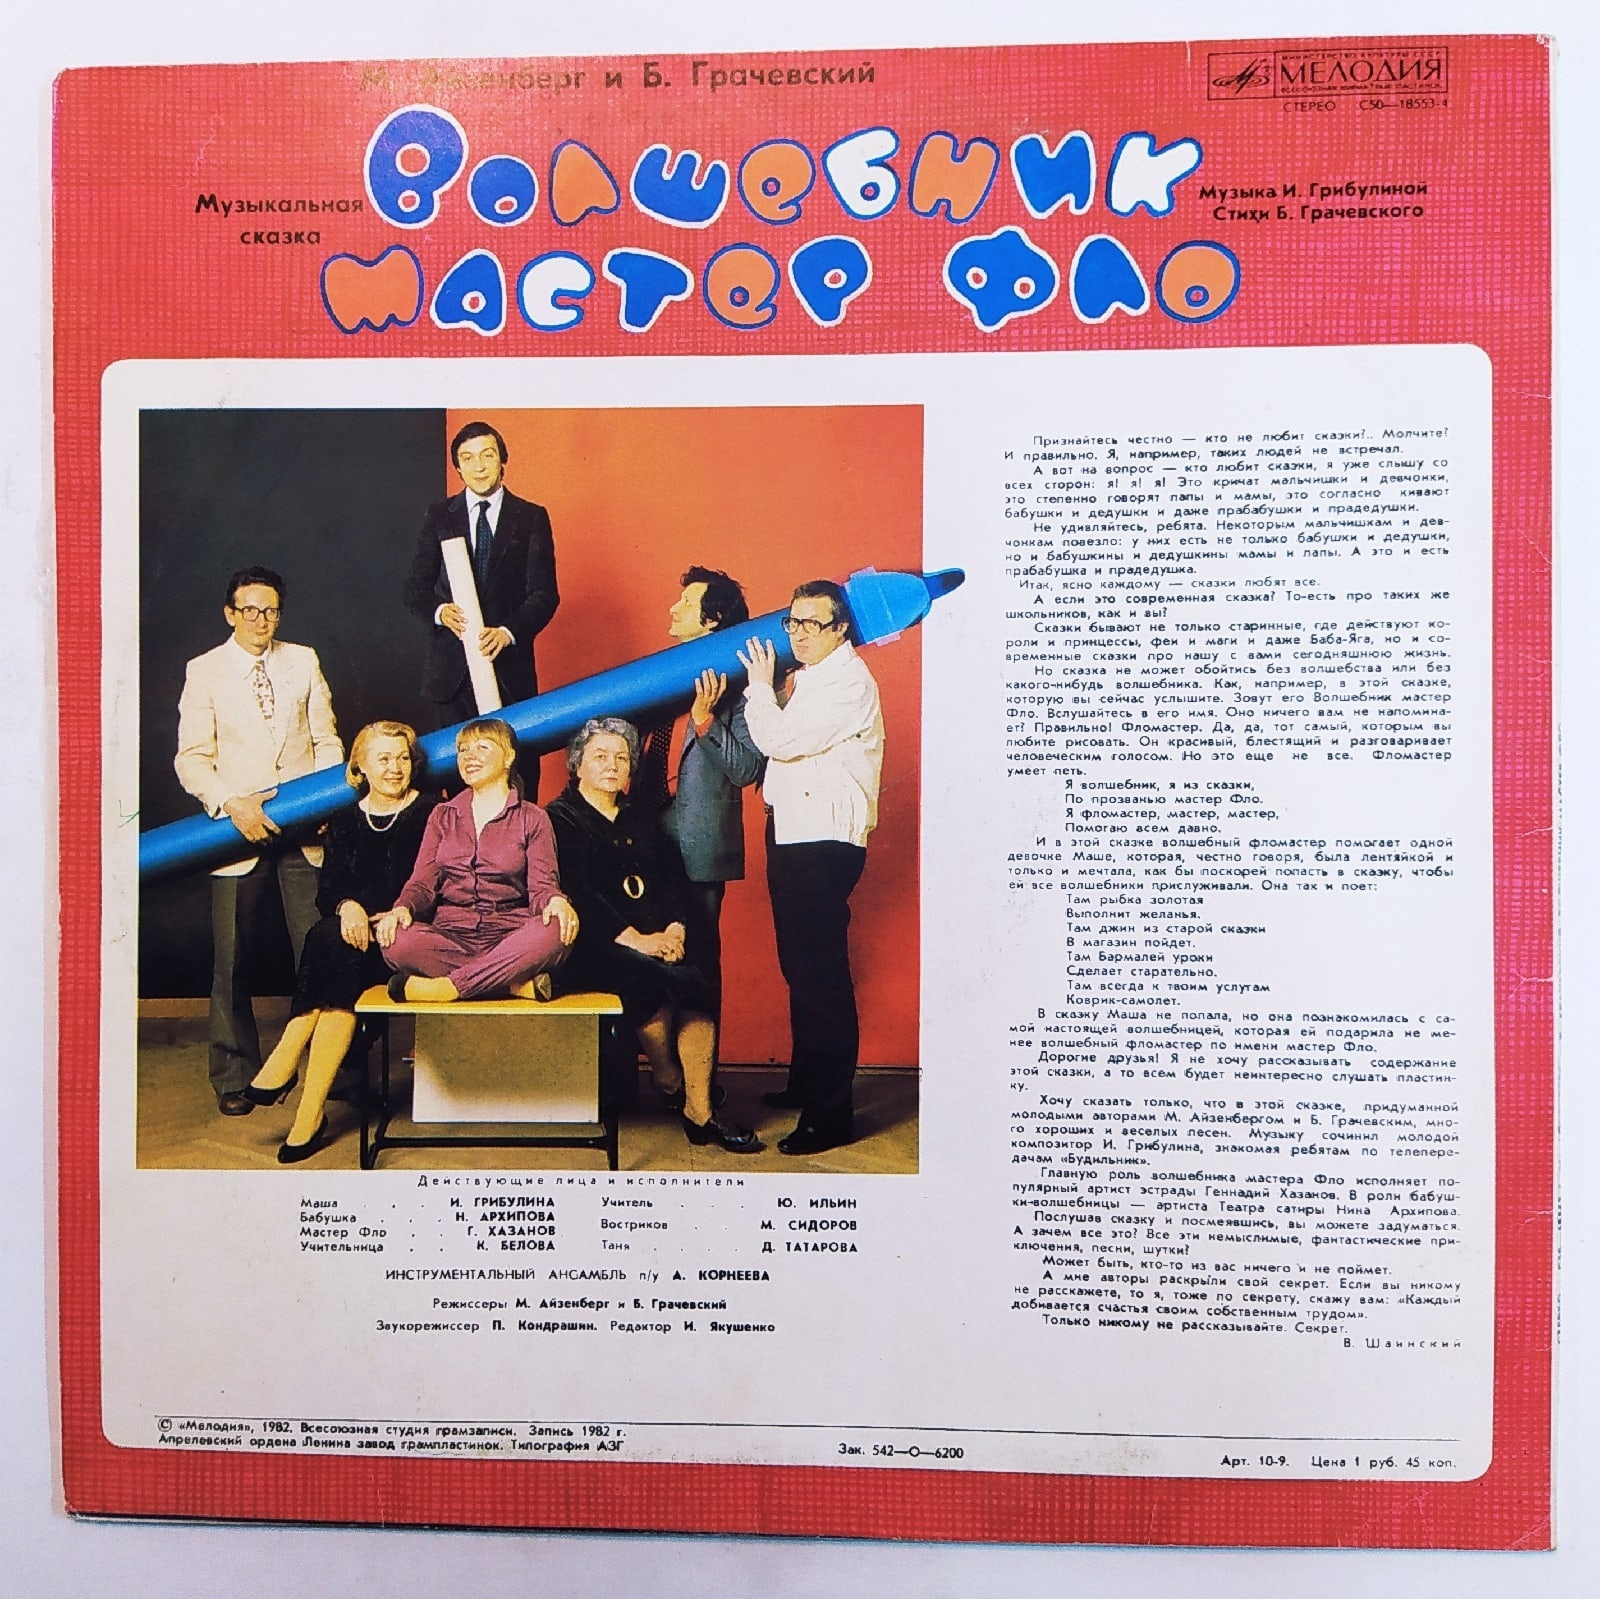 М. Айзенберг и Б. Грачевский
МИНИСТЕРСТВО КУЛЬТУРЫ СССР
МЕЛОДИЯ
ВСЕСОЮЗНАЯ ФИРМА ГРАМПЛАСТИНОК
СТЕРЕО С50—18553-4
Музыкальная
сказка
Волшебник
мастер Фло
Музыка И. Грибулиной
Стихи Б. Грачевского
Признайтесь честно — кто не любит сказки?.. Молчите?
И правильно. Я, например, таких людей не встречал.
А вот на вопрос — кто любит сказки, я уже слышу со
всех сторон: я! я! я! Это кричат мальчишки и девчонки,
это степенно говорят папы и мамы, это согласно кивают
бабушки и дедушки и даже прабабушки и прадедушки.
Не удивляйтесь, ребята. Некоторым мальчишкам и дев-
чонкам повезло: у них есть не только бабушки и дедушки,
но и бабушкины и дедушкины мамы и папы. А это и есть
прабабушка и прадедушка.
Итак, ясно каждому — сказки любят все.
А если это современная сказка? То-есть про таких же
школьников, как и вы?
Сказки бывают не только старинные, где действуют ко-
роли и принцессы, феи и маги и даже Баба-Яга, но и со-
временные сказки про нашу с вами сегодняшнюю жизнь.
Но сказка не может обойтись без волшебства или без
какого-нибудь волшебника. Как, например, в этой сказке,
которую вы сейчас услышите. Зовут его Волшебник мастер
Фло. Вслушайтесь в его имя. Оно ничего вам не напомина-
ет? Правильно! Фломастер. Да, да, тот самый, которым вы
любите рисовать. Он красивый, блестящий и разговаривает
человеческим голосом. Но это еще не все. Фломастер
умеет петь.
Я волшебник, я из сказки,
По прозванью мастер Фло.
Я фломастер, мастер, мастер,
Помогаю всем давно.
И в этой сказке волшебный фломастер помогает одной
девочке Маше, которая, честно говоря, была лентяйкой и
только и мечтала, как бы поскорей попасть в сказку, чтобы
ей все волшебники прислуживали. Она так и поет:
Там рыбка золотая
Выполнит желанья.
Там джин из старой сказки
В магазин пойдет.
Там Бармалей уроки
Сделает старательно.
Там всегда к твоим услугам
Коврик-самолет.
В сказку Маша не попала, но она познакомилась с са-
мой настоящей волшебницей, которая ей подарила не ме-
нее волшебный фломастер по имени мастер Фло.
Дорогие друзья! Я не хочу рассказывать содержание
этой сказки, а то всем будет неинтересно слушать пластин-
ку.
Хочу сказать только, что в этой сказке, придуманной
молодыми авторами М. Айзенбергом и Б. Грачевским, мно-
го хороших и веселых песен. Музыку сочинил молодой
композитор И. Грибулина, знакомая ребятам по телепере-
дачам «Будильник».
Главную роль волшебника мастера Фло исполняет по-
пулярный артист эстрады Геннадий Хазанов. В роли бабуш-
ки-волшебницы — артиста Театра сатиры Нина Архипова.
Послушав сказку и посмеявшись, вы можете задуматься.
А зачем все это? Все эти немыслимые, фантастические при-
ключения, песни, шутки?
Может быть, кто-то из вас ничего и не поймет.
А мне авторы раскрыли свой секрет. Если вы никому
не расскажете, то я, тоже по секрету, скажу вам: «Каждый
добивается счастья своим собственным трудом».
Только никому не рассказывайте. Секрет.
В. Шаинский
Действующие лица и исполнители
Маша . . . И. ГРИБУЛИНА Учитель . . . Ю. ИЛЬИН
Бабушка . . . Н. АРХИПОВА
Востриков . . М. СИДОРОВ
Мастер Фло . . Г. ХАЗАНОВ
Учительница . . К. БЕЛОВА Таня . . . . Д. ТАТАРОВА
ИНСТРУМЕНТАЛЬНЫЙ АНСАМБЛЬ п/у А. КОРНЕЕВА
Режиссеры М. Айзенберг и Б. Грачевский
Звукорежиссер П. Кондрашин. Редактор И. Якушенко
© «Мелодия», 1982. Всесоюзная студия грамзаписи. Запись 1982 г.
Апрелевский ордена Ленина завод грампластинок. Типография АЗГ
Зак. 542—О—6200
Арт. 10-9. Цена 1 руб. 45 коп.